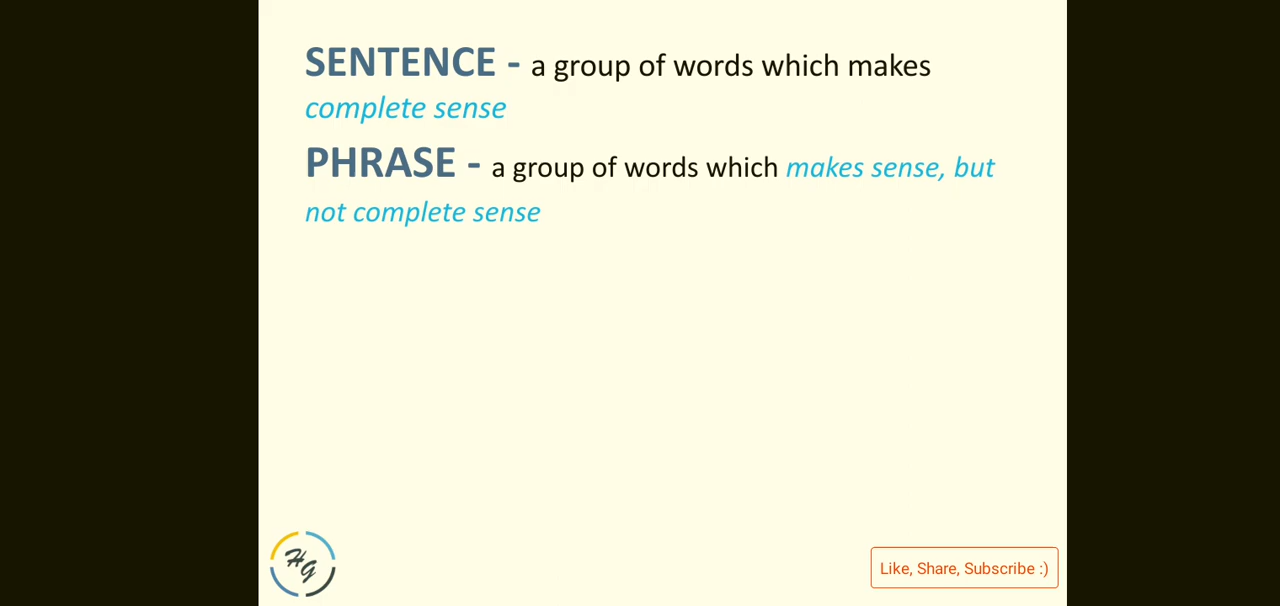 SENTENCE - a group of words which makes
complete sense
PHRASE - a group of words which makes sense, but
not complete sense
HG
Like, Share, Subscribe :)